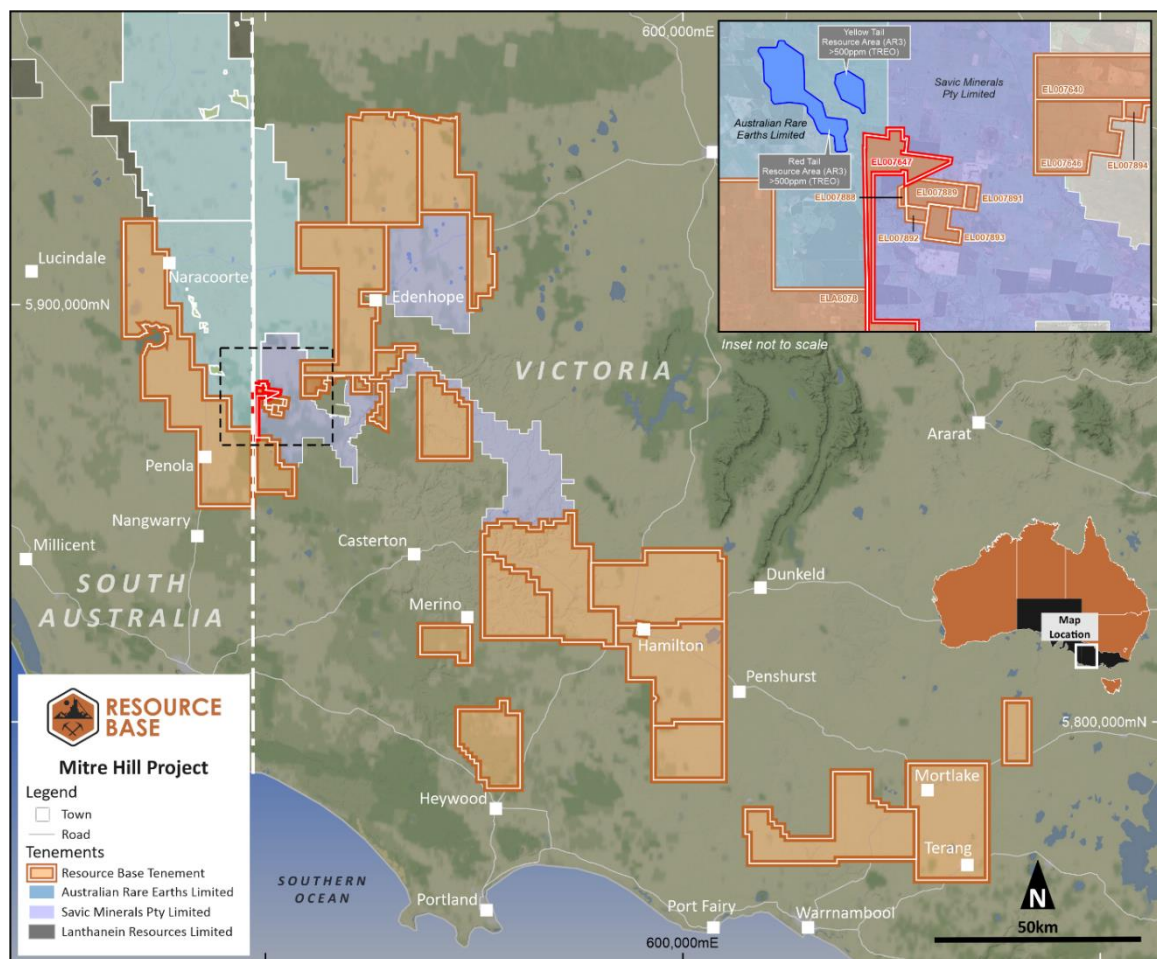 600,000mE
Yellow Tail
Resource Area (AR3)
>500ppm (TREO)
Savic Minerals
Pty Limited
EL007640
Australian Rare
Earths Limited
EL007646
EL007894
Red Tail
Resource Area (AR3)
>500ppm (TREO)
EL007647
EL007888
EL007889
EL007891
EL007892
EL007893
ELA6078
Inset not to scale
Lucindale
Naracoorte
5,900,000mN
Edenhope
VICTORIA
Ararat
Penola
Nangwarry
Millicent
Casterton
SOUTH
AUSTRALIA
Merino
Dunkeld
Hamilton
Map
Location
Penshurst
5,800,000mN
RESOURCE
BASE
Mitre Hill Project
Legend
Town
Road
Tenements
Resource Base Tenement
Australian Rare Earths Limited
Savic Minerals Pty Limited
Lanthanein Resources Limited
Heywood
Mortlake
Terang
SOUTHERN
OCEAN
Portland
Port Fairy
Warrnambool
600,000mE
N
50km